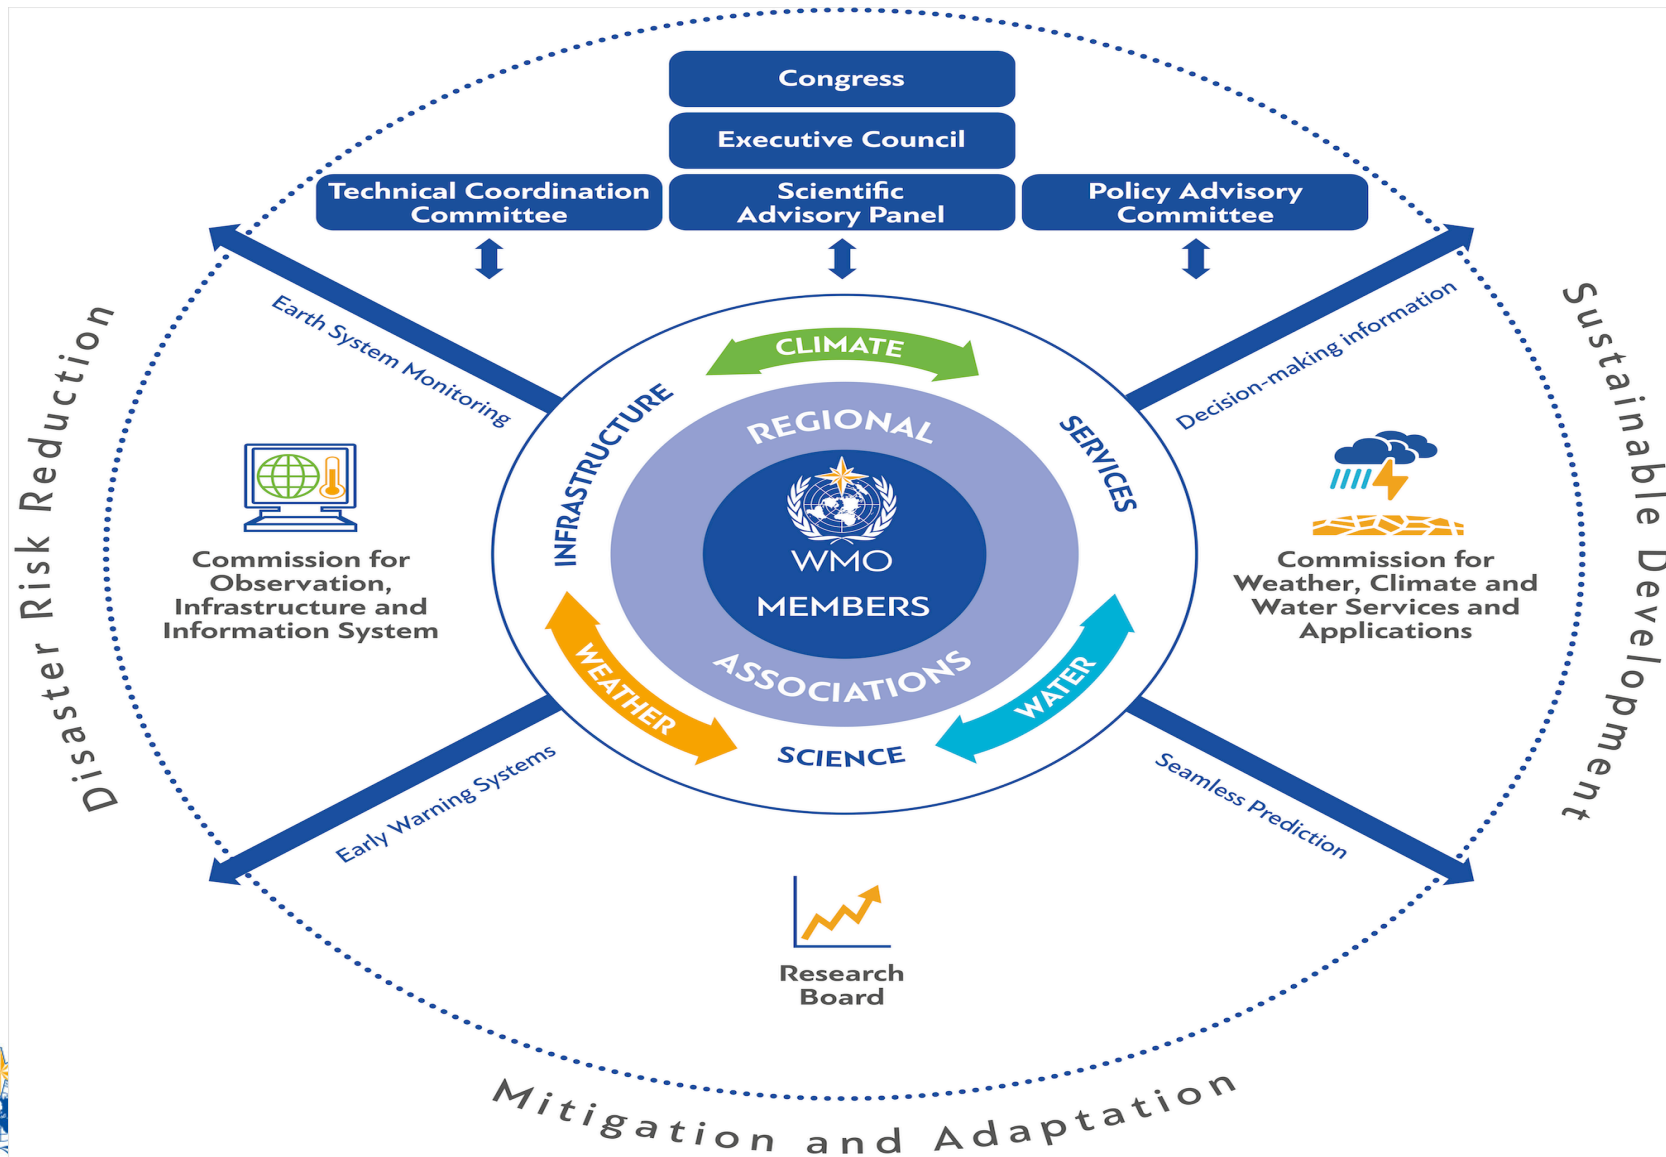 Congress
Executive Council
Technical Coordination
Committee
Scientific
Advisory Panel
Policy Advisory
Committee
Earth System Monitoring
Decision-making information
Disaster Risk Reduction
Sustainable Development
CLIMATE
INFRASTRUCTURE
SERVICES
REGIONAL
WMO
MEMBERS
ASSOCIATIONS
WEATHER
WATER
SCIENCE
Commission for
Observation,
Infrastructure and
Information System
Commission for
Weather, Climate and
Water Services and
Applications
Early Warning Systems
Seamless Prediction
Research
Board
Mitigation and Adaptation